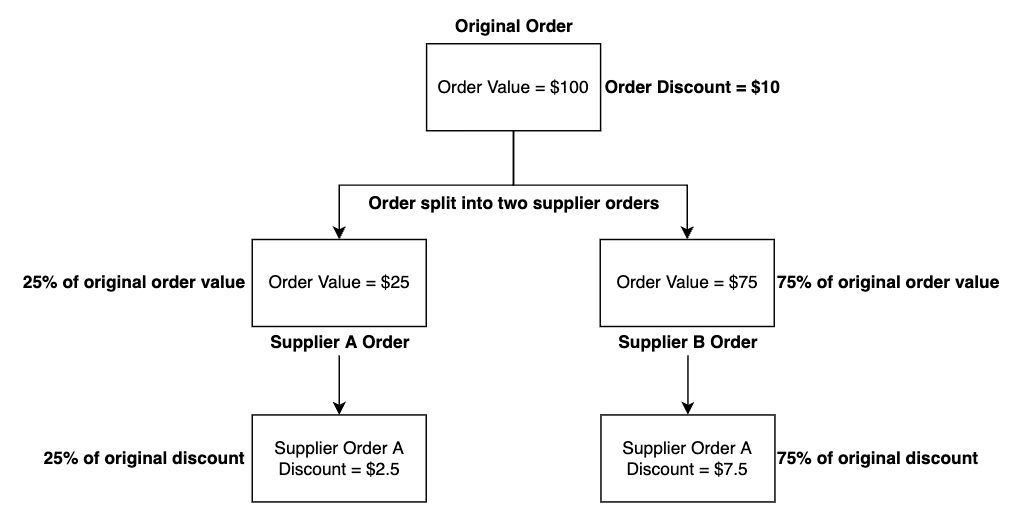 Original Order
Order Value = $100
Order Discount = $10
Order split into two supplier orders
25% of original order value
Order Value = $25
Order Value = $75
75% of original order value
Supplier A Order
Supplier B Order
25% of original discount
Supplier Order A
Discount = $2.5
Supplier Order A
Discount = $7.5
75% of original discount